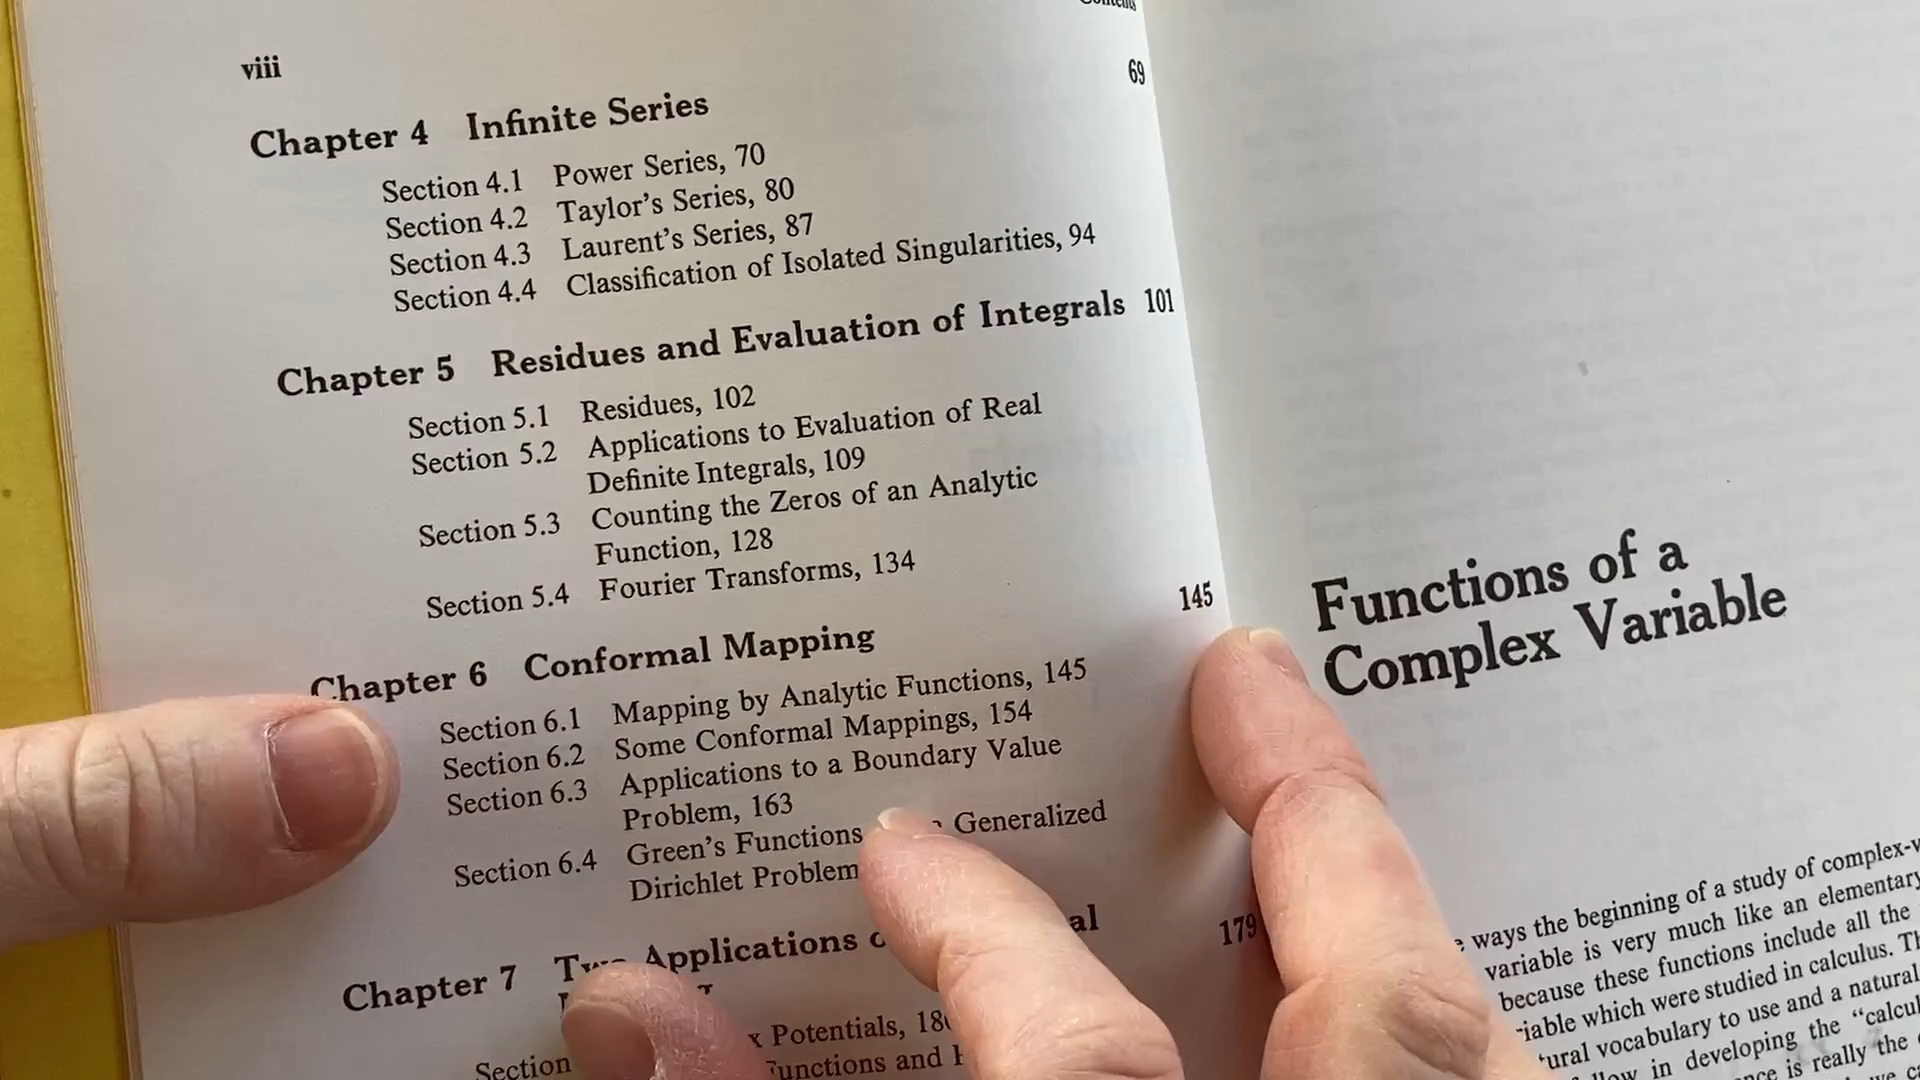 Contents
viii
69
Chapter 4 Infinite Series
Section 4.1 Power Series, 70
Section 4.2 Taylor's Series, 80
Section 4.3 Laurent's Series, 87
Section 4.4 Classification of Isolated Singularities, 94
Chapter 5 Residues and Evaluation of Integrals 101
Section 5.1 Residues, 102
Section 5.2 Applications to Evaluation of Real
Definite Integrals, 109
Section 5.3 Counting the Zeros of an Analytic
Function, 128
Section 5.4 Fourier Transforms, 134
Chapter 6 Conformal Mapping 145
Section 6.1 Mapping by Analytic Functions, 145
Section 6.2 Some Conformal Mappings, 154
Section 6.3 Applications to a Boundary Value
Problem, 163
Section 6.4 Green's Functions Generalized
Dirichlet Problem
Chapter 7 Two Applications 179
Section Potentials,
and
Functions of a
Complex Variable
ways the beginning of a study of
variable is very much like an elementary
because these functions include all the
which were studied in calculus.
vocabulary to use and a natural
in developing the
is really the